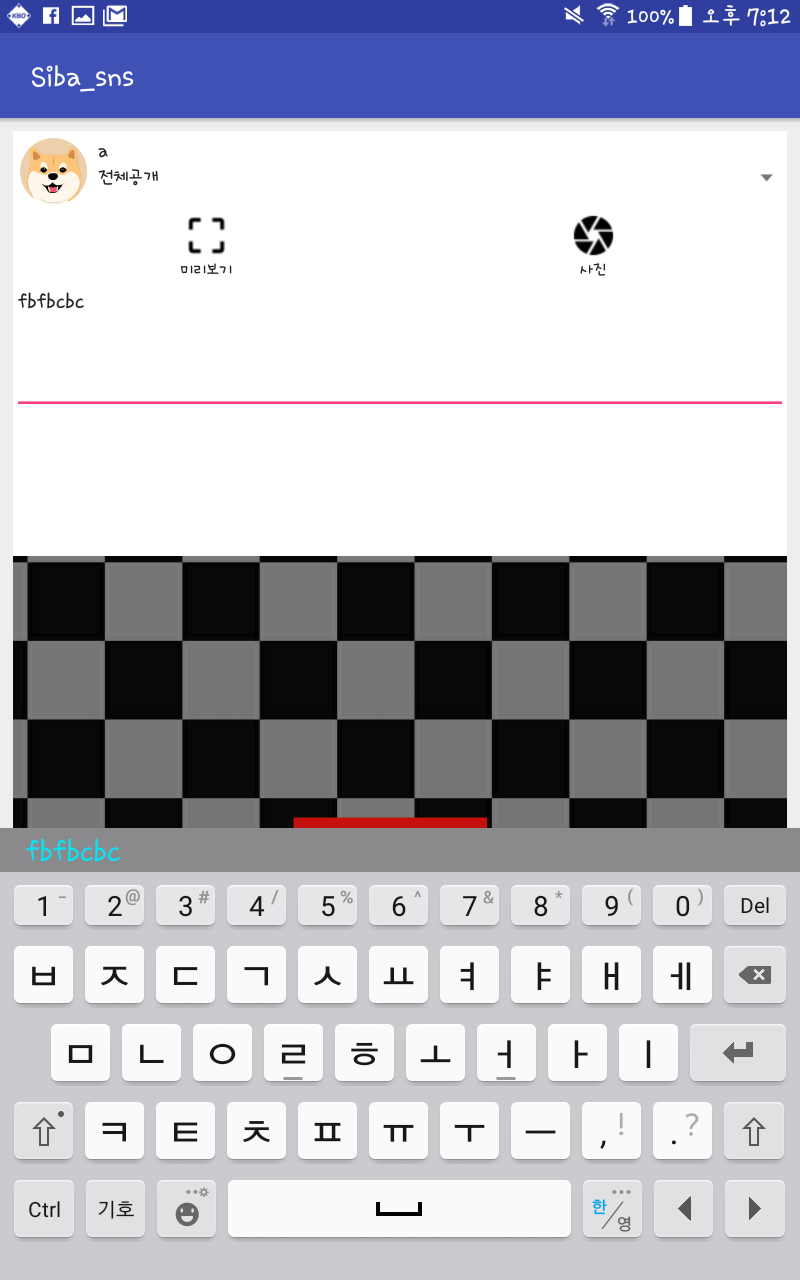 KBO 100% 오후 7:12
Siba_sns
a
전체공개
미리보기 사진
fbfbcbc
fbfbcbc
1 - 2 @ 3 # 4 / 5 % 6 ^ 7 & 8 * 9 ( 0 ) Del
ㅂ ㅈ ㄷ ㄱ ㅅ ㅛ ㅕ ㅑ ㅐ ㅔ
ㅁ ㄴ ㅇ ㄹ ㅎ ㅗ ㅓ ㅏ ㅣ
ㅋ ㅌ ㅊ ㅍ ㅠ ㅜ ㅡ , ! . ?
Ctrl 기호 한/영